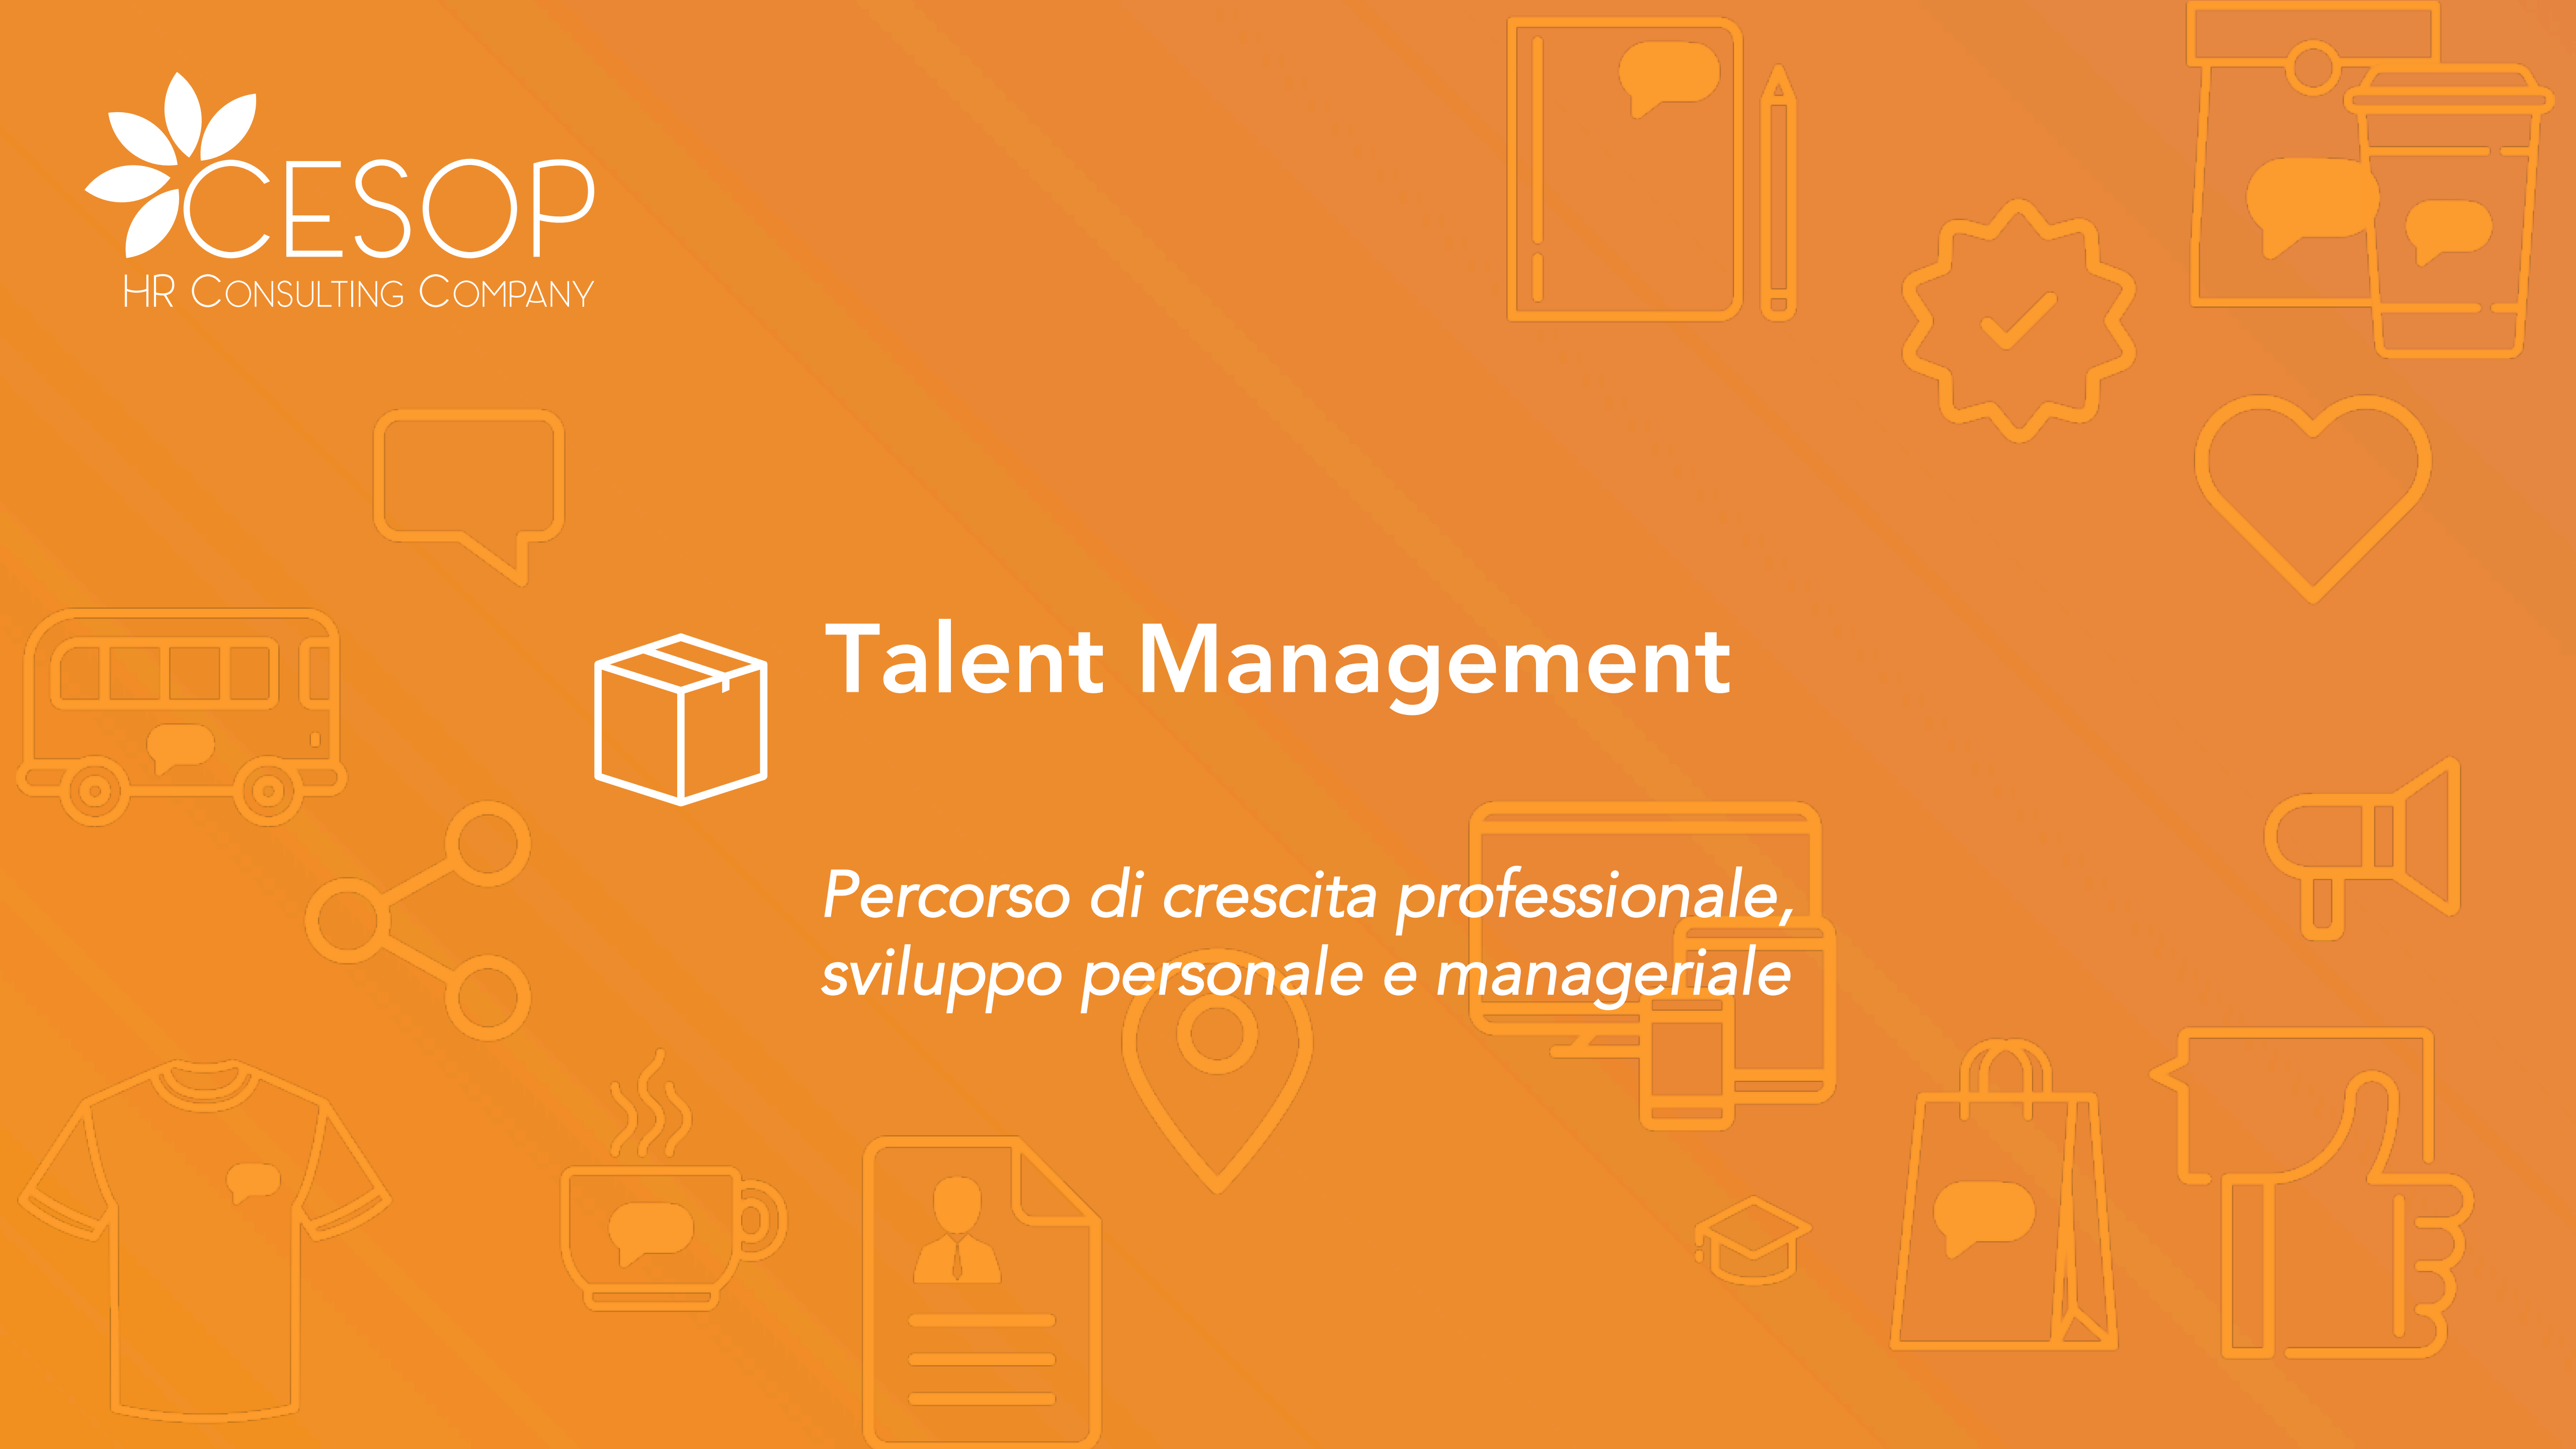 CESOP
HR CONSULTING COMPANY
Talent Management
Percorso di crescita professionale,
sviluppo personale e manageriale